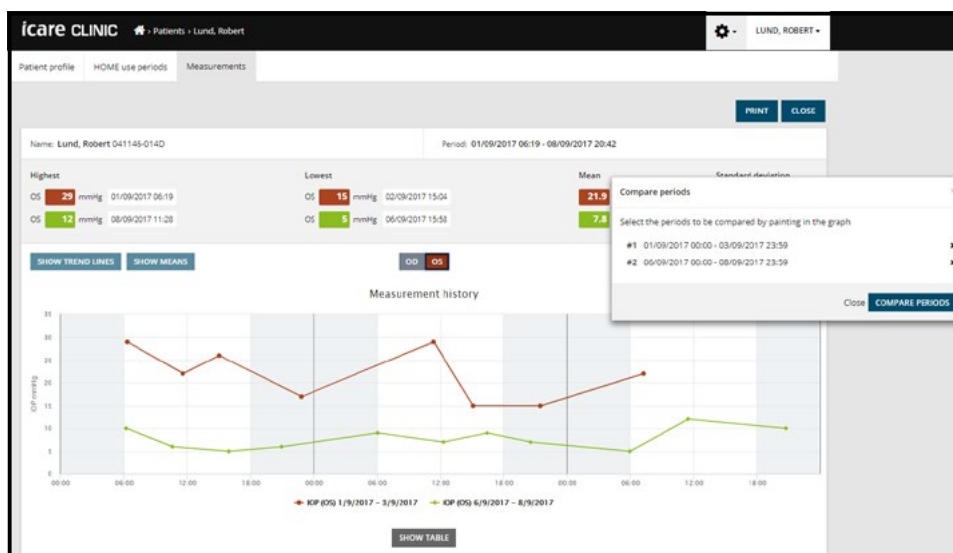 icare CLINIC › Patients › Lund, Robert LUND, ROBERT
Patient profile HOME use periods Measurements
PRINT CLOSE
Name: Lund, Robert 041146-014D Period: 01/09/2017 06:19 - 08/09/2017 20:42
Highest Lowest Mean Standard deviation
OS 29 mmHg 01/09/2017 06:19 OS 15 mmHg 02/09/2017 15:04 21.9
OS 12 mmHg 08/09/2017 11:28 OS 5 mmHg 06/09/2017 15:58 7.8
Compare periods
Select the periods to be compared by painting in the graph
#1 01/09/2017 00:00 - 03/09/2017 23:59
#2 06/09/2017 00:00 - 08/09/2017 23:59
Close COMPARE PERIODS
SHOW TREND LINES SHOW MEANS OD OS
Measurement history
IOP mmHg
35
30
25
20
15
10
5
0
00:00 06:00 12:00 18:00 00:00 06:00 12:00 18:00 00:00 06:00 12:00 18:00
IOP (OS) 1/9/2017 – 3/9/2017 IOP (OS) 6/9/2017 – 8/9/2017
SHOW TABLE